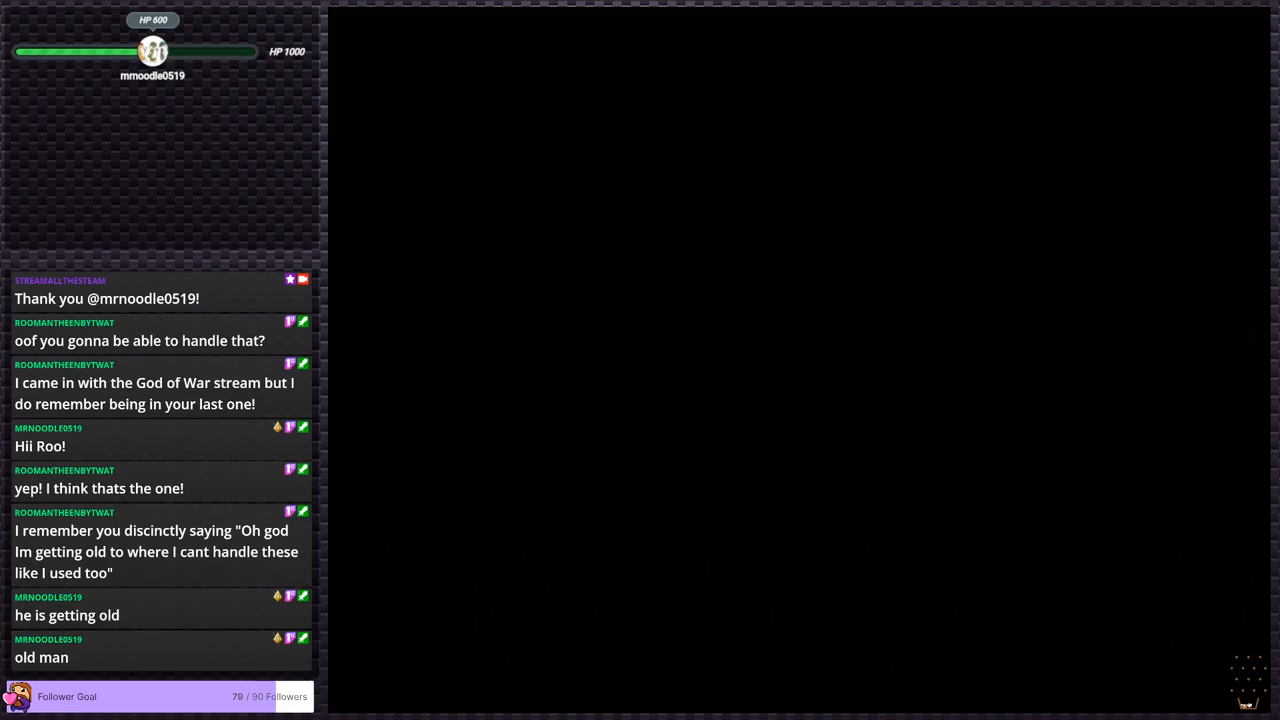 HP 600
HP 1000
mrnoodle0519
STREAMALLTHESTEAM
Thank you @mrnoodle0519!
ROOMANTHEENBYTWAT
oof you gonna be able to handle that?
ROOMANTHEENBYTWAT
I came in with the God of War stream but I
do remember being in your last one!
MRNOODLE0519
Hii Roo!
ROOMANTHEENBYTWAT
yep! I think thats the one!
ROOMANTHEENBYTWAT
I remember you discinctly saying "Oh god
Im getting old to where I cant handle these
like I used too"
MRNOODLE0519
he is getting old
MRNOODLE0519
old man
Follower Goal 79 / 90 Followers